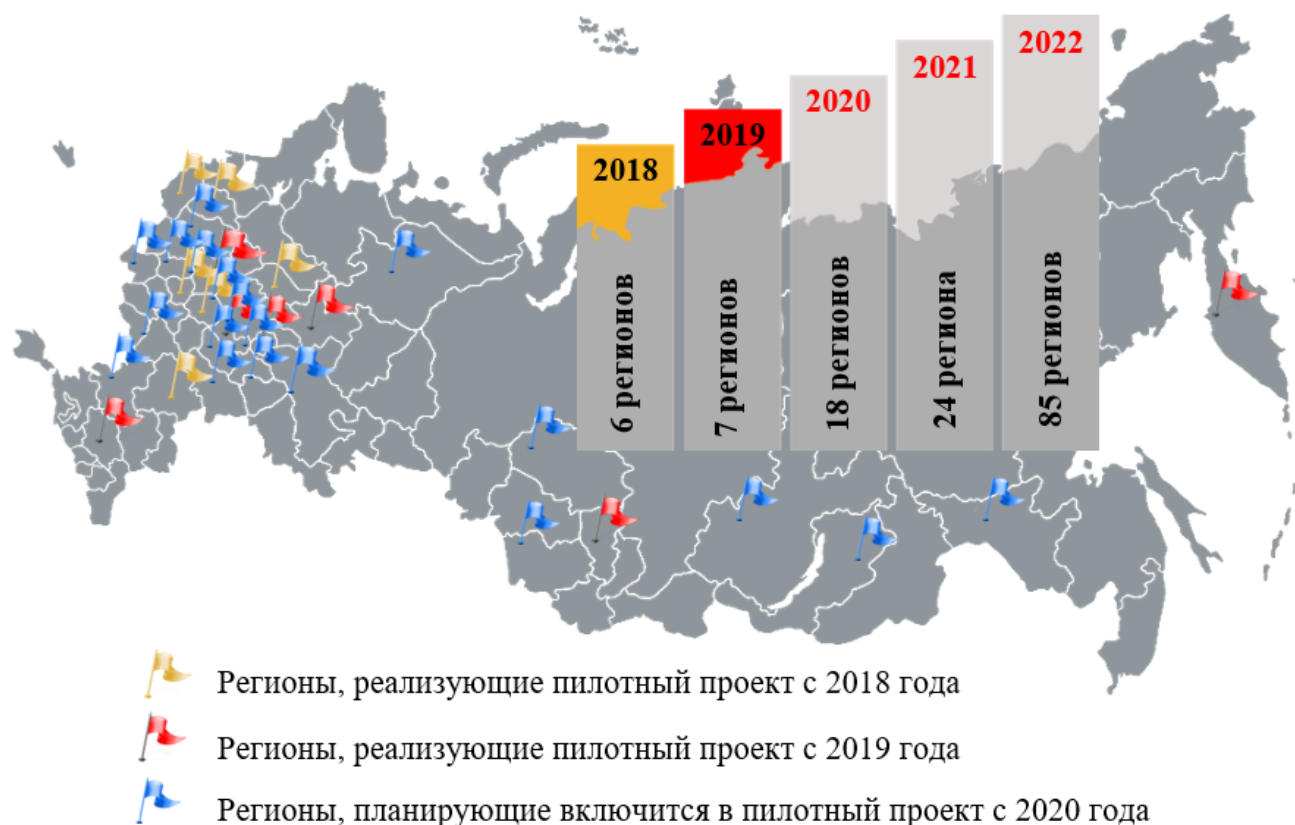 2018
2019
2020
2021
2022
6 регионов
7 регионов
18 регионов
24 региона
85 регионов
Регионы, реализующие пилотный проект с 2018 года
Регионы, реализующие пилотный проект с 2019 года
Регионы, планирующие включится в пилотный проект с 2020 года